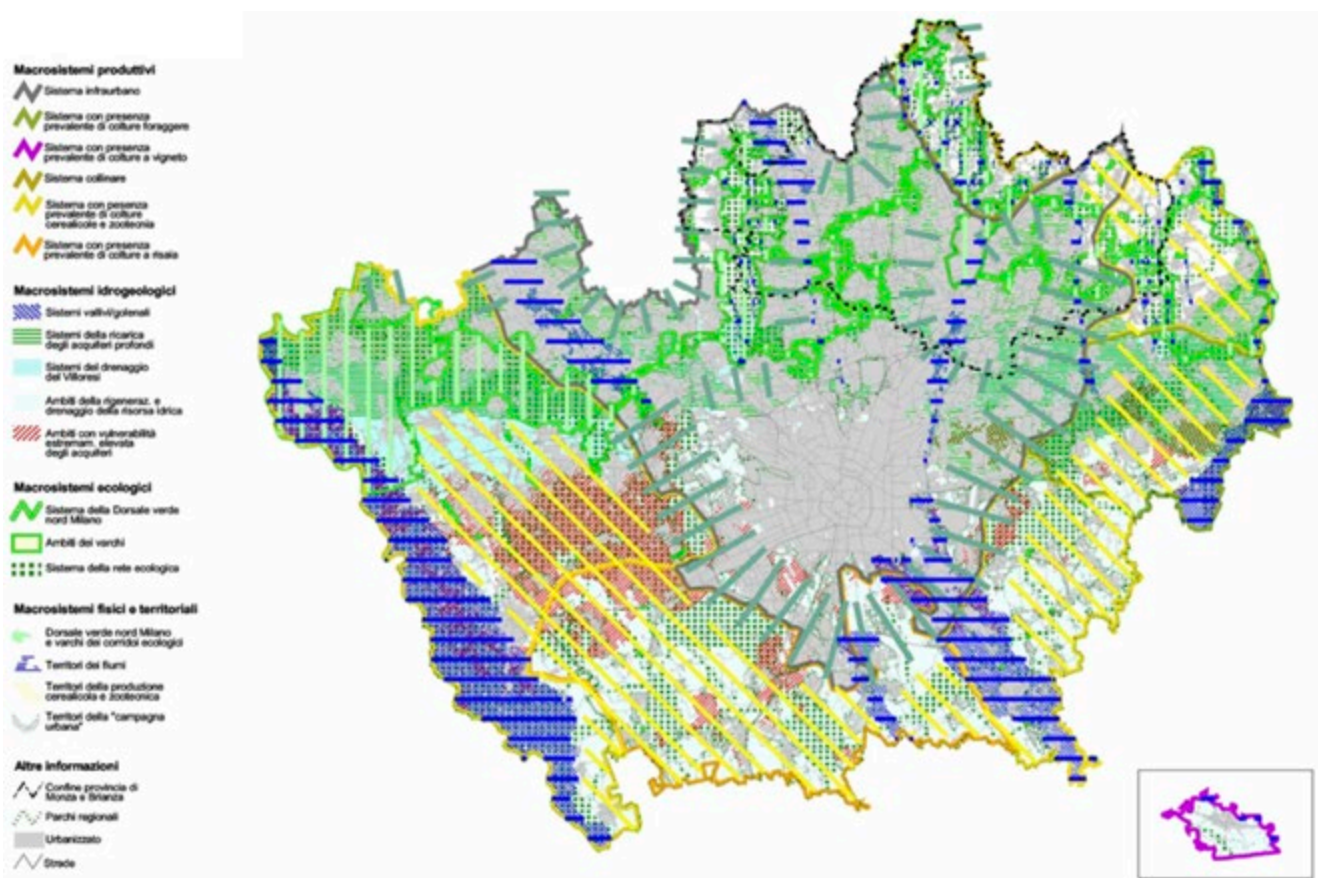 Macrosistemi produttivi
Sistema infraurbano
Sistema con presenza
prevalente di colture foraggere
Sistema con presenza
prevalente di colture a vigneto
Sistema collinare
Sistema con pesenza
prevalente di colture
cerealicole e zootecnia
Sistema con presenza
prevalente di colture a risaia
Macrosistemi idrogeologici
Sistemi vallivi/golenali
Sistemi della ricarica
degli acquiferi profondi
Sistemi del drenaggio
del Villoresi
Ambiti della rigeneraz. e
drenaggio della risorsa idrica
Ambiti con vulnerabilità
estremam. elevata
degli acquiferi
Macrosistemi ecologici
Sistema della Dorsale verde
nord Milano
Ambiti dei varchi
Sistema della rete ecologica
Macrosistemi fisici e territoriali
Dorsale verde nord Milano
e varchi dei corridoi ecologici
Territori dei fiumi
Territori della produzione
cerealicola e zootecnica
Territori della "campagna
urbana"
Altre informazioni
Confine provincia di
Monza e Brianza
Parchi regionali
Urbanizzato
Strade